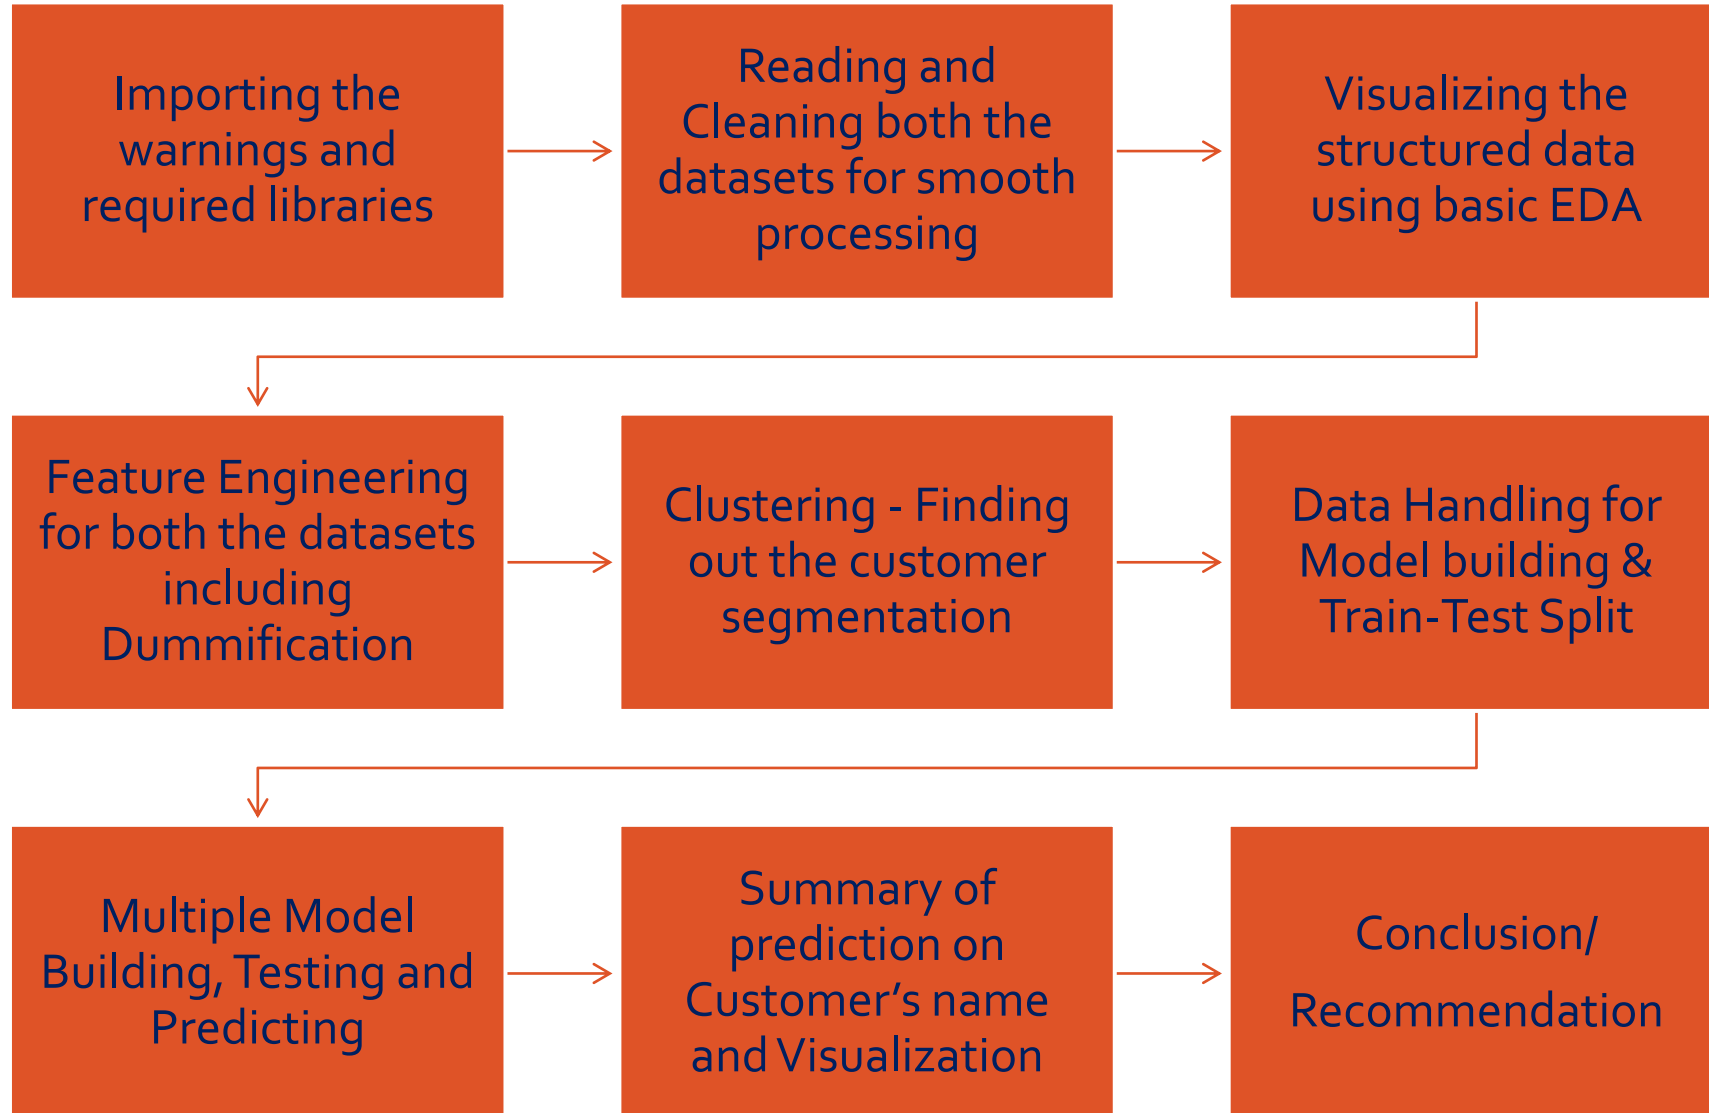 Importing the
warnings and
required libraries
Reading and
Cleaning both the
datasets for smooth
processing
Visualizing the
structured data
using basic EDA
Feature Engineering
for both the datasets
including
Dummification
Clustering - Finding
out the customer
segmentation
Data Handling for
Model building &
Train-Test Split
Multiple Model
Building, Testing and
Predicting
Summary of
prediction on
Customer’s name
and Visualization
Conclusion/
Recommendation